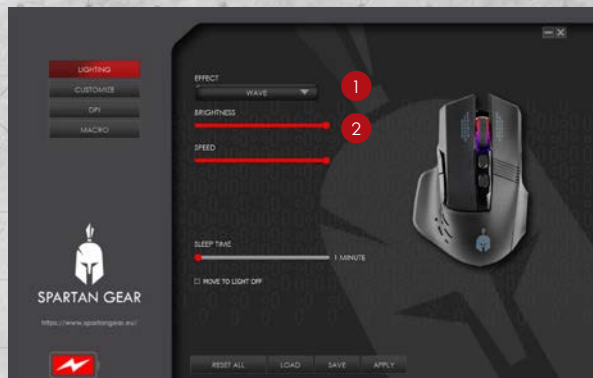 LIGHTING
CUSTOMIZE
DPI
MACRO
SPARTAN GEAR
https://www.spartangear.eu/
EFFECT
WAVE
1
BRIGHTNESS
2
SPEED
SLEEP TIME
1 MINUTE
MOVE TO LIGHT OFF
RESET ALL LOAD SAVE APPLY